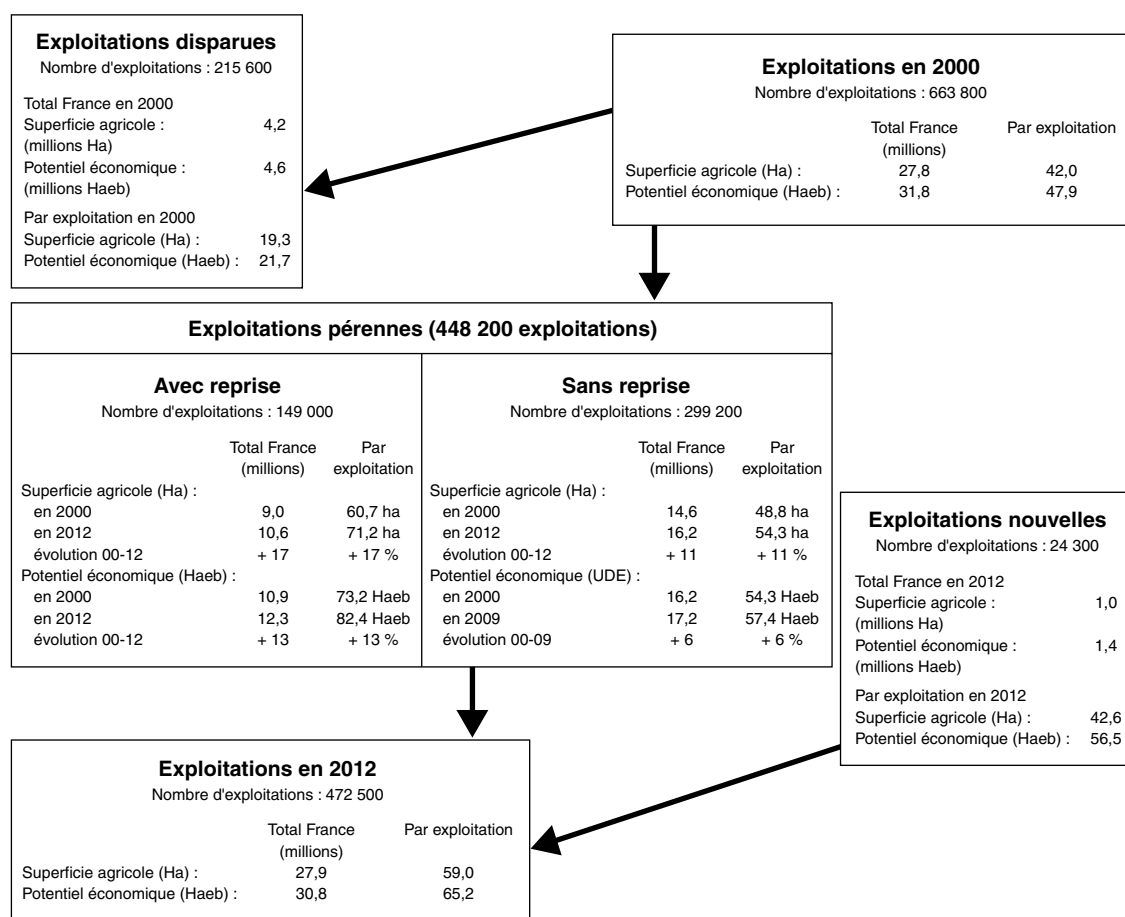 Exploitations disparues
Nombre d'exploitations : 215 600
Total France en 2000
Superficie agricole : 4,2
(millions Ha)
Potentiel économique : 4,6
(millions Haeb)
Par exploitation en 2000
Superficie agricole (Ha) : 19,3
Potentiel économique (Haeb) : 21,7
Exploitations en 2000
Nombre d'exploitations : 663 800
Total France Par exploitation
(millions)
Superficie agricole (Ha) : 27,8 42,0
Potentiel économique (Haeb) : 31,8 47,9
Exploitations pérennes (448 200 exploitations)
Avec reprise
Nombre d'exploitations : 149 000
Total France Par
(millions) exploitation
Superficie agricole (Ha) :
en 2000 9,0 60,7 ha
en 2012 10,6 71,2 ha
évolution 00-12 + 17 + 17 %
Potentiel économique (Haeb) :
en 2000 10,9 73,2 Haeb
en 2012 12,3 82,4 Haeb
évolution 00-12 + 13 + 13 %
Sans reprise
Nombre d'exploitations : 299 200
Total France Par
(millions) exploitation
Superficie agricole (Ha) :
en 2000 14,6 48,8 ha
en 2012 16,2 54,3 ha
évolution 00-12 + 11 + 11 %
Potentiel économique (UDE) :
en 2000 16,2 54,3 Haeb
en 2009 17,2 57,4 Haeb
évolution 00-09 + 6 + 6 %
Exploitations nouvelles
Nombre d'exploitations : 24 300
Total France en 2012
Superficie agricole : 1,0
(millions Ha)
Potentiel économique : 1,4
(millions Haeb)
Par exploitation en 2012
Superficie agricole (Ha) : 42,6
Potentiel économique (Haeb) : 56,5
Exploitations en 2012
Nombre d'exploitations : 472 500
Total France Par exploitation
(millions)
Superficie agricole (Ha) : 27,9 59,0
Potentiel économique (Haeb) : 30,8 65,2